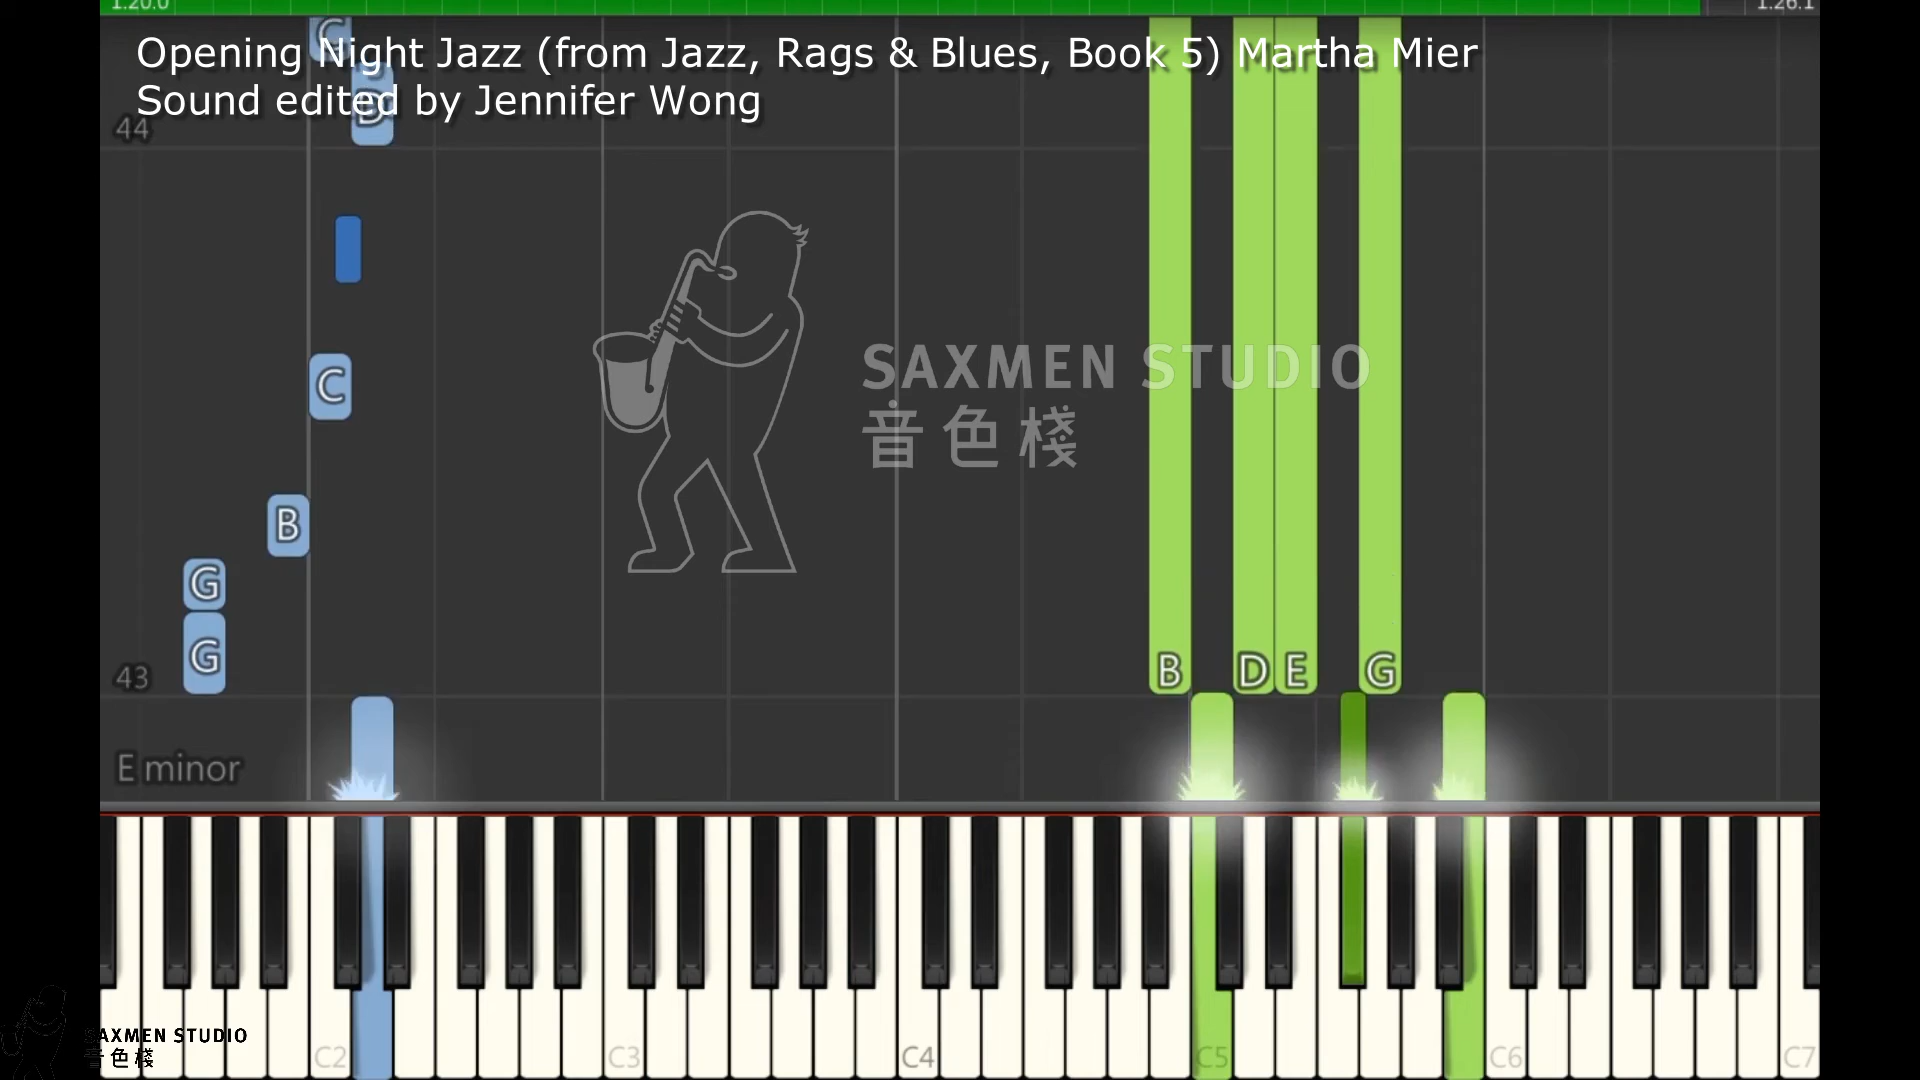 1.20.0
1.26.1
Opening Night Jazz (from Jazz, Rags & Blues, Book 5) Martha Mier
Sound edited by Jennifer Wong
C
D
44
SAXMEN STUDIO
音色棧
C
B
G
G
B D E G
43
E minor
C2 C3 C4 C5 C6 C7
SAXMEN STUDIO
音色棧